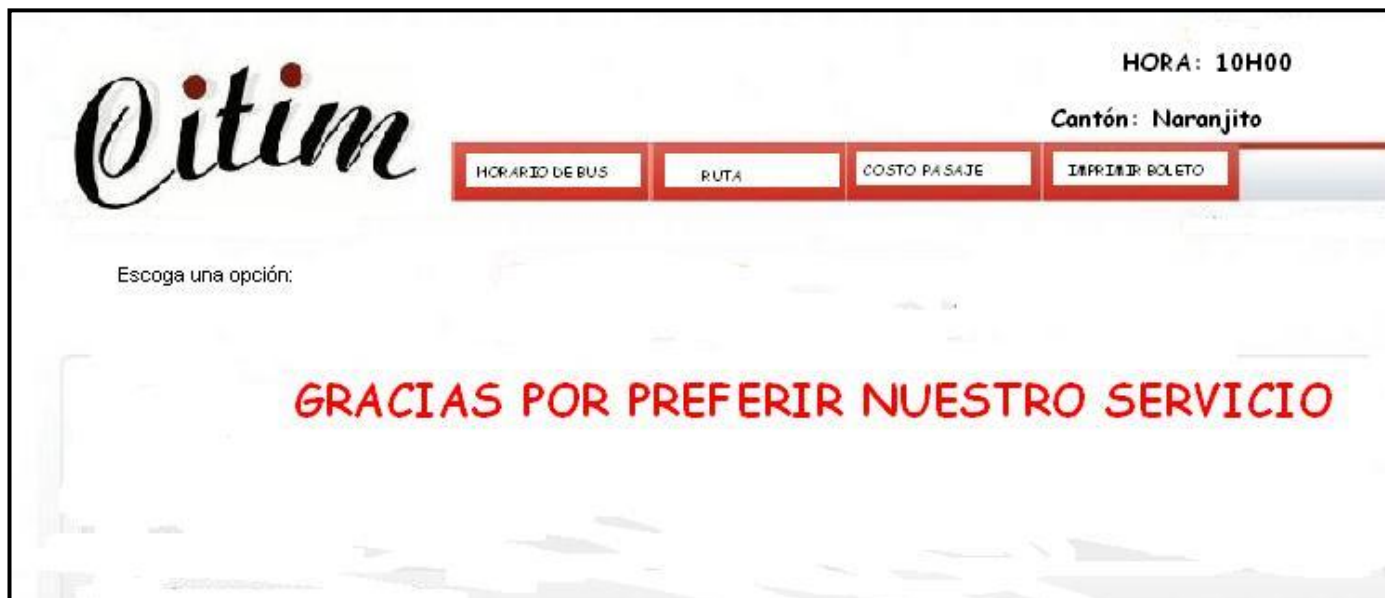 Citim
HORA: 10H00
Cantón: Naranjito
HORARIO DE BUS
RUTA
COSTO PASAJE
IMPRIMIR BOLETO
Escoga una opción:
GRACIAS POR PREFERIR NUESTRO SERVICIO